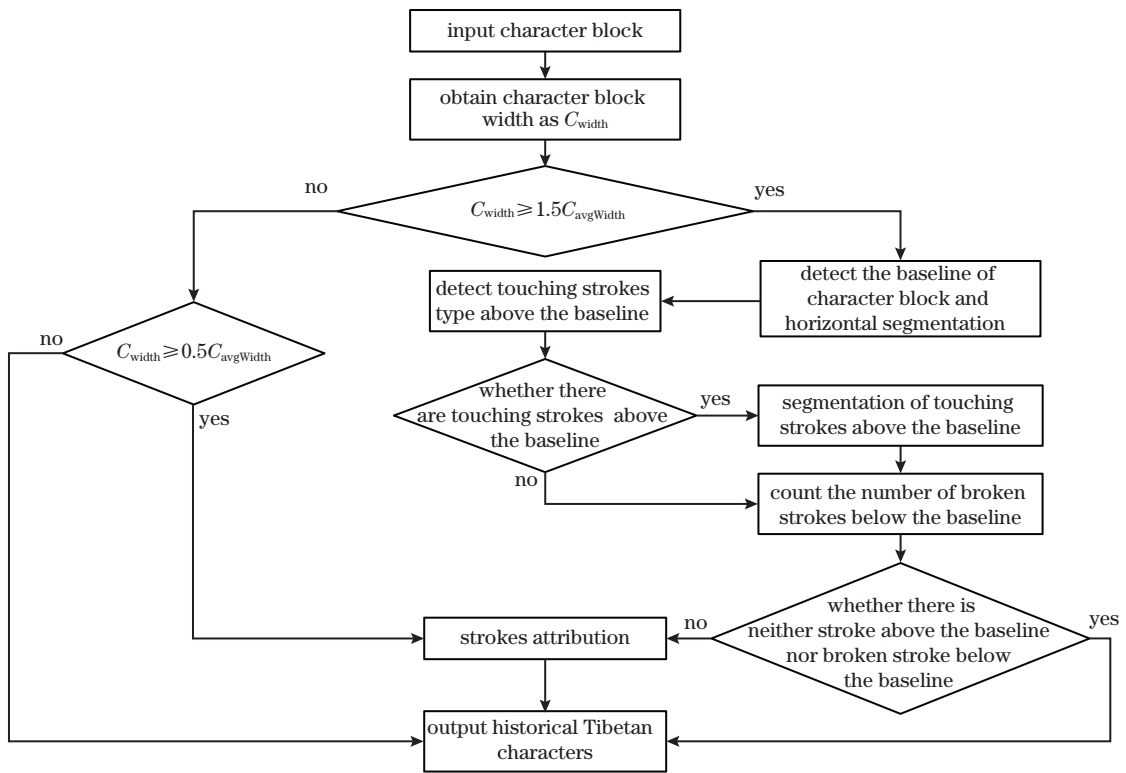 input character block
obtain character block
width as C_width
no
yes
C_width⩾1.5C_avgWidth
detect the baseline of
character block and
horizontal segmentation
detect touching strokes
type above the baseline
no
C_width⩾0.5C_avgWidth
yes
whether there
are touching strokes above
the baseline
yes
no
segmentation of touching
strokes above the baseline
count the number of broken
strokes below the baseline
whether there is
neither stroke above the baseline
nor broken stroke below
the baseline
no
yes
strokes attribution
output historical Tibetan
characters